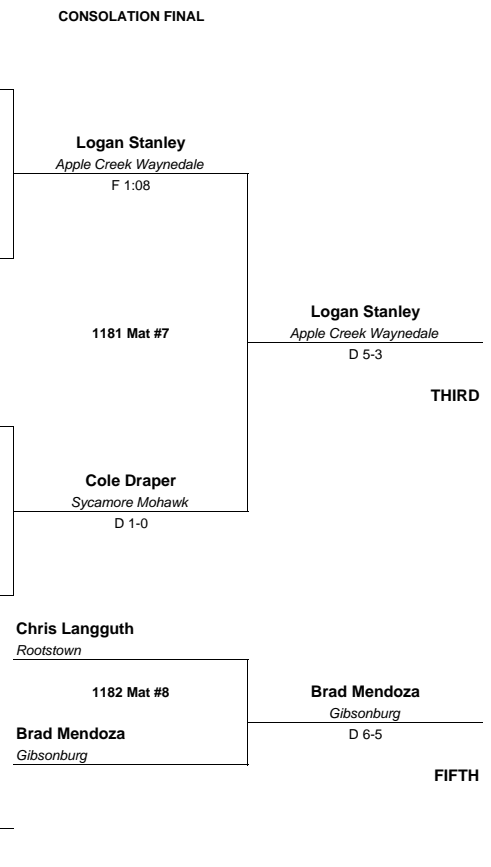 CONSOLATION FINAL
Logan Stanley
Apple Creek Waynedale
F 1:08
1181 Mat #7
Logan Stanley
Apple Creek Waynedale
D 5-3
THIRD
Cole Draper
Sycamore Mohawk
D 1-0
Chris Langguth
Rootstown
1182 Mat #8
Brad Mendoza
Gibsonburg
Brad Mendoza
Gibsonburg
D 6-5
FIFTH